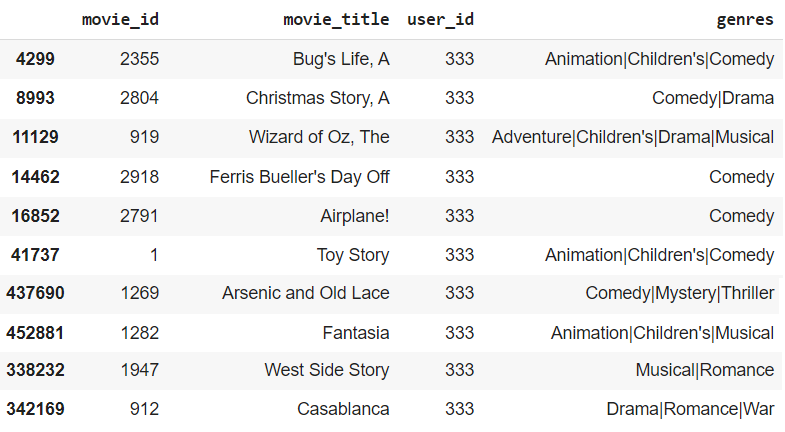 movie_id movie_title user_id genres
4299 2355 Bug's Life, A 333 Animation|Children's|Comedy
8993 2804 Christmas Story, A 333 Comedy|Drama
11129 919 Wizard of Oz, The 333 Adventure|Children's|Drama|Musical
14462 2918 Ferris Bueller's Day Off 333 Comedy
16852 2791 Airplane! 333 Comedy
41737 1 Toy Story 333 Animation|Children's|Comedy
437690 1269 Arsenic and Old Lace 333 Comedy|Mystery|Thriller
452881 1282 Fantasia 333 Animation|Children's|Musical
338232 1947 West Side Story 333 Musical|Romance
342169 912 Casablanca 333 Drama|Romance|War